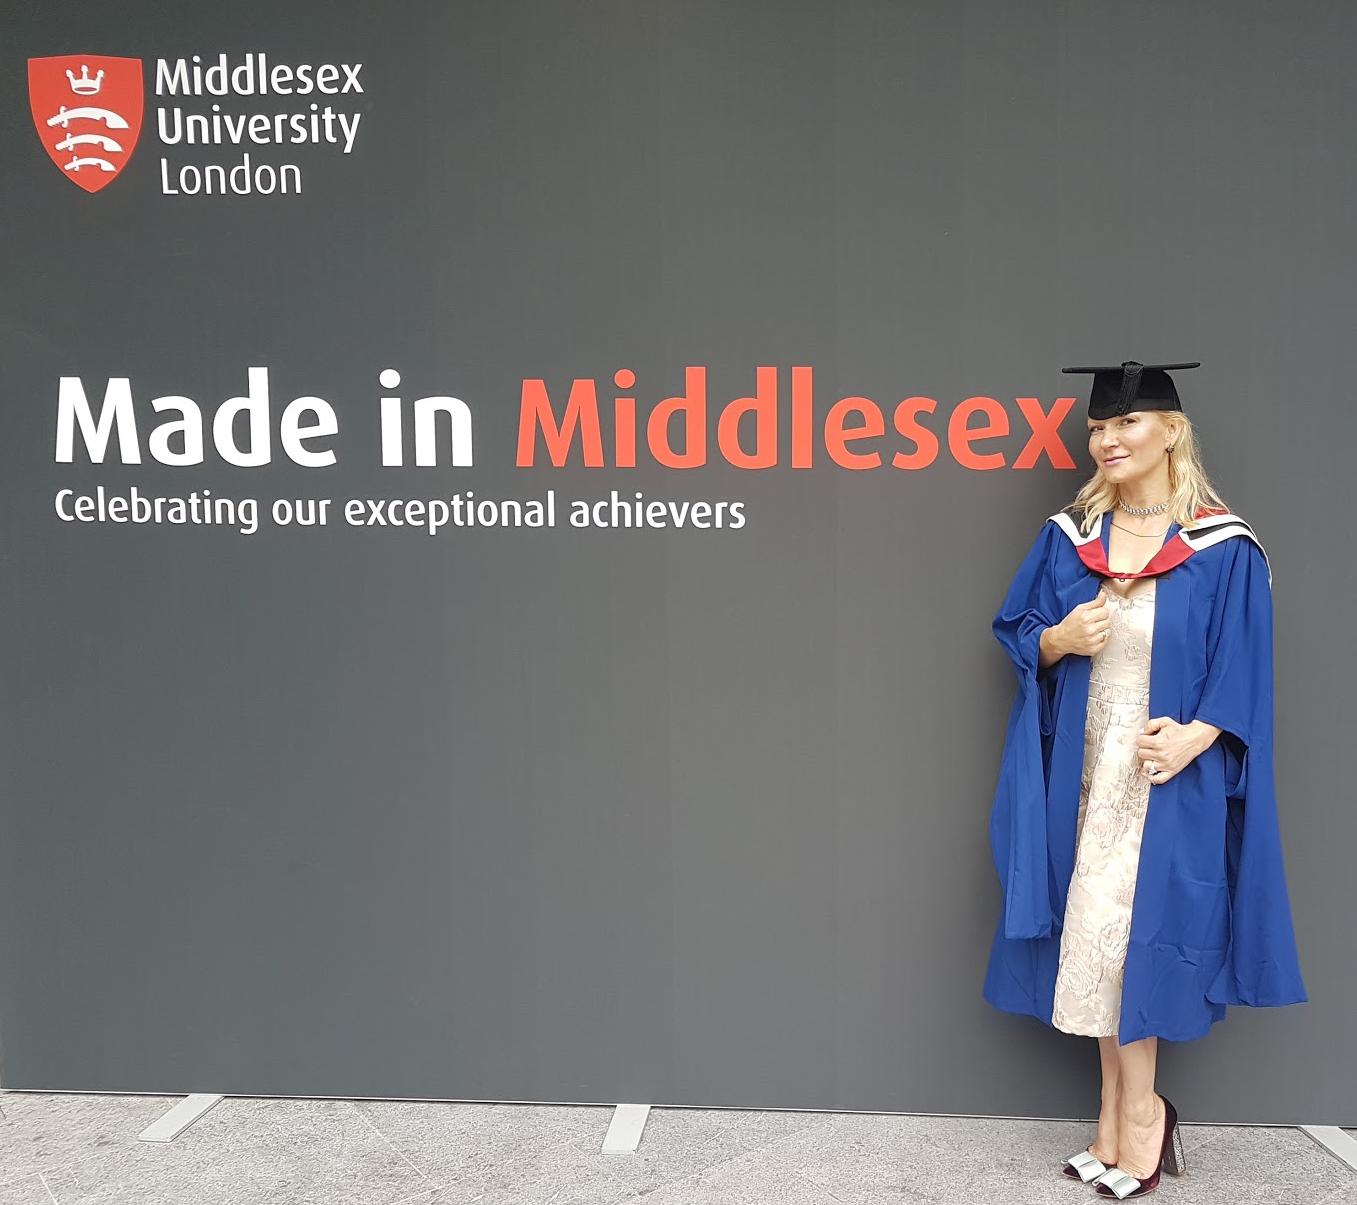 Middlesex
University
London
Made in Middlesex
Celebrating our exceptional achievers